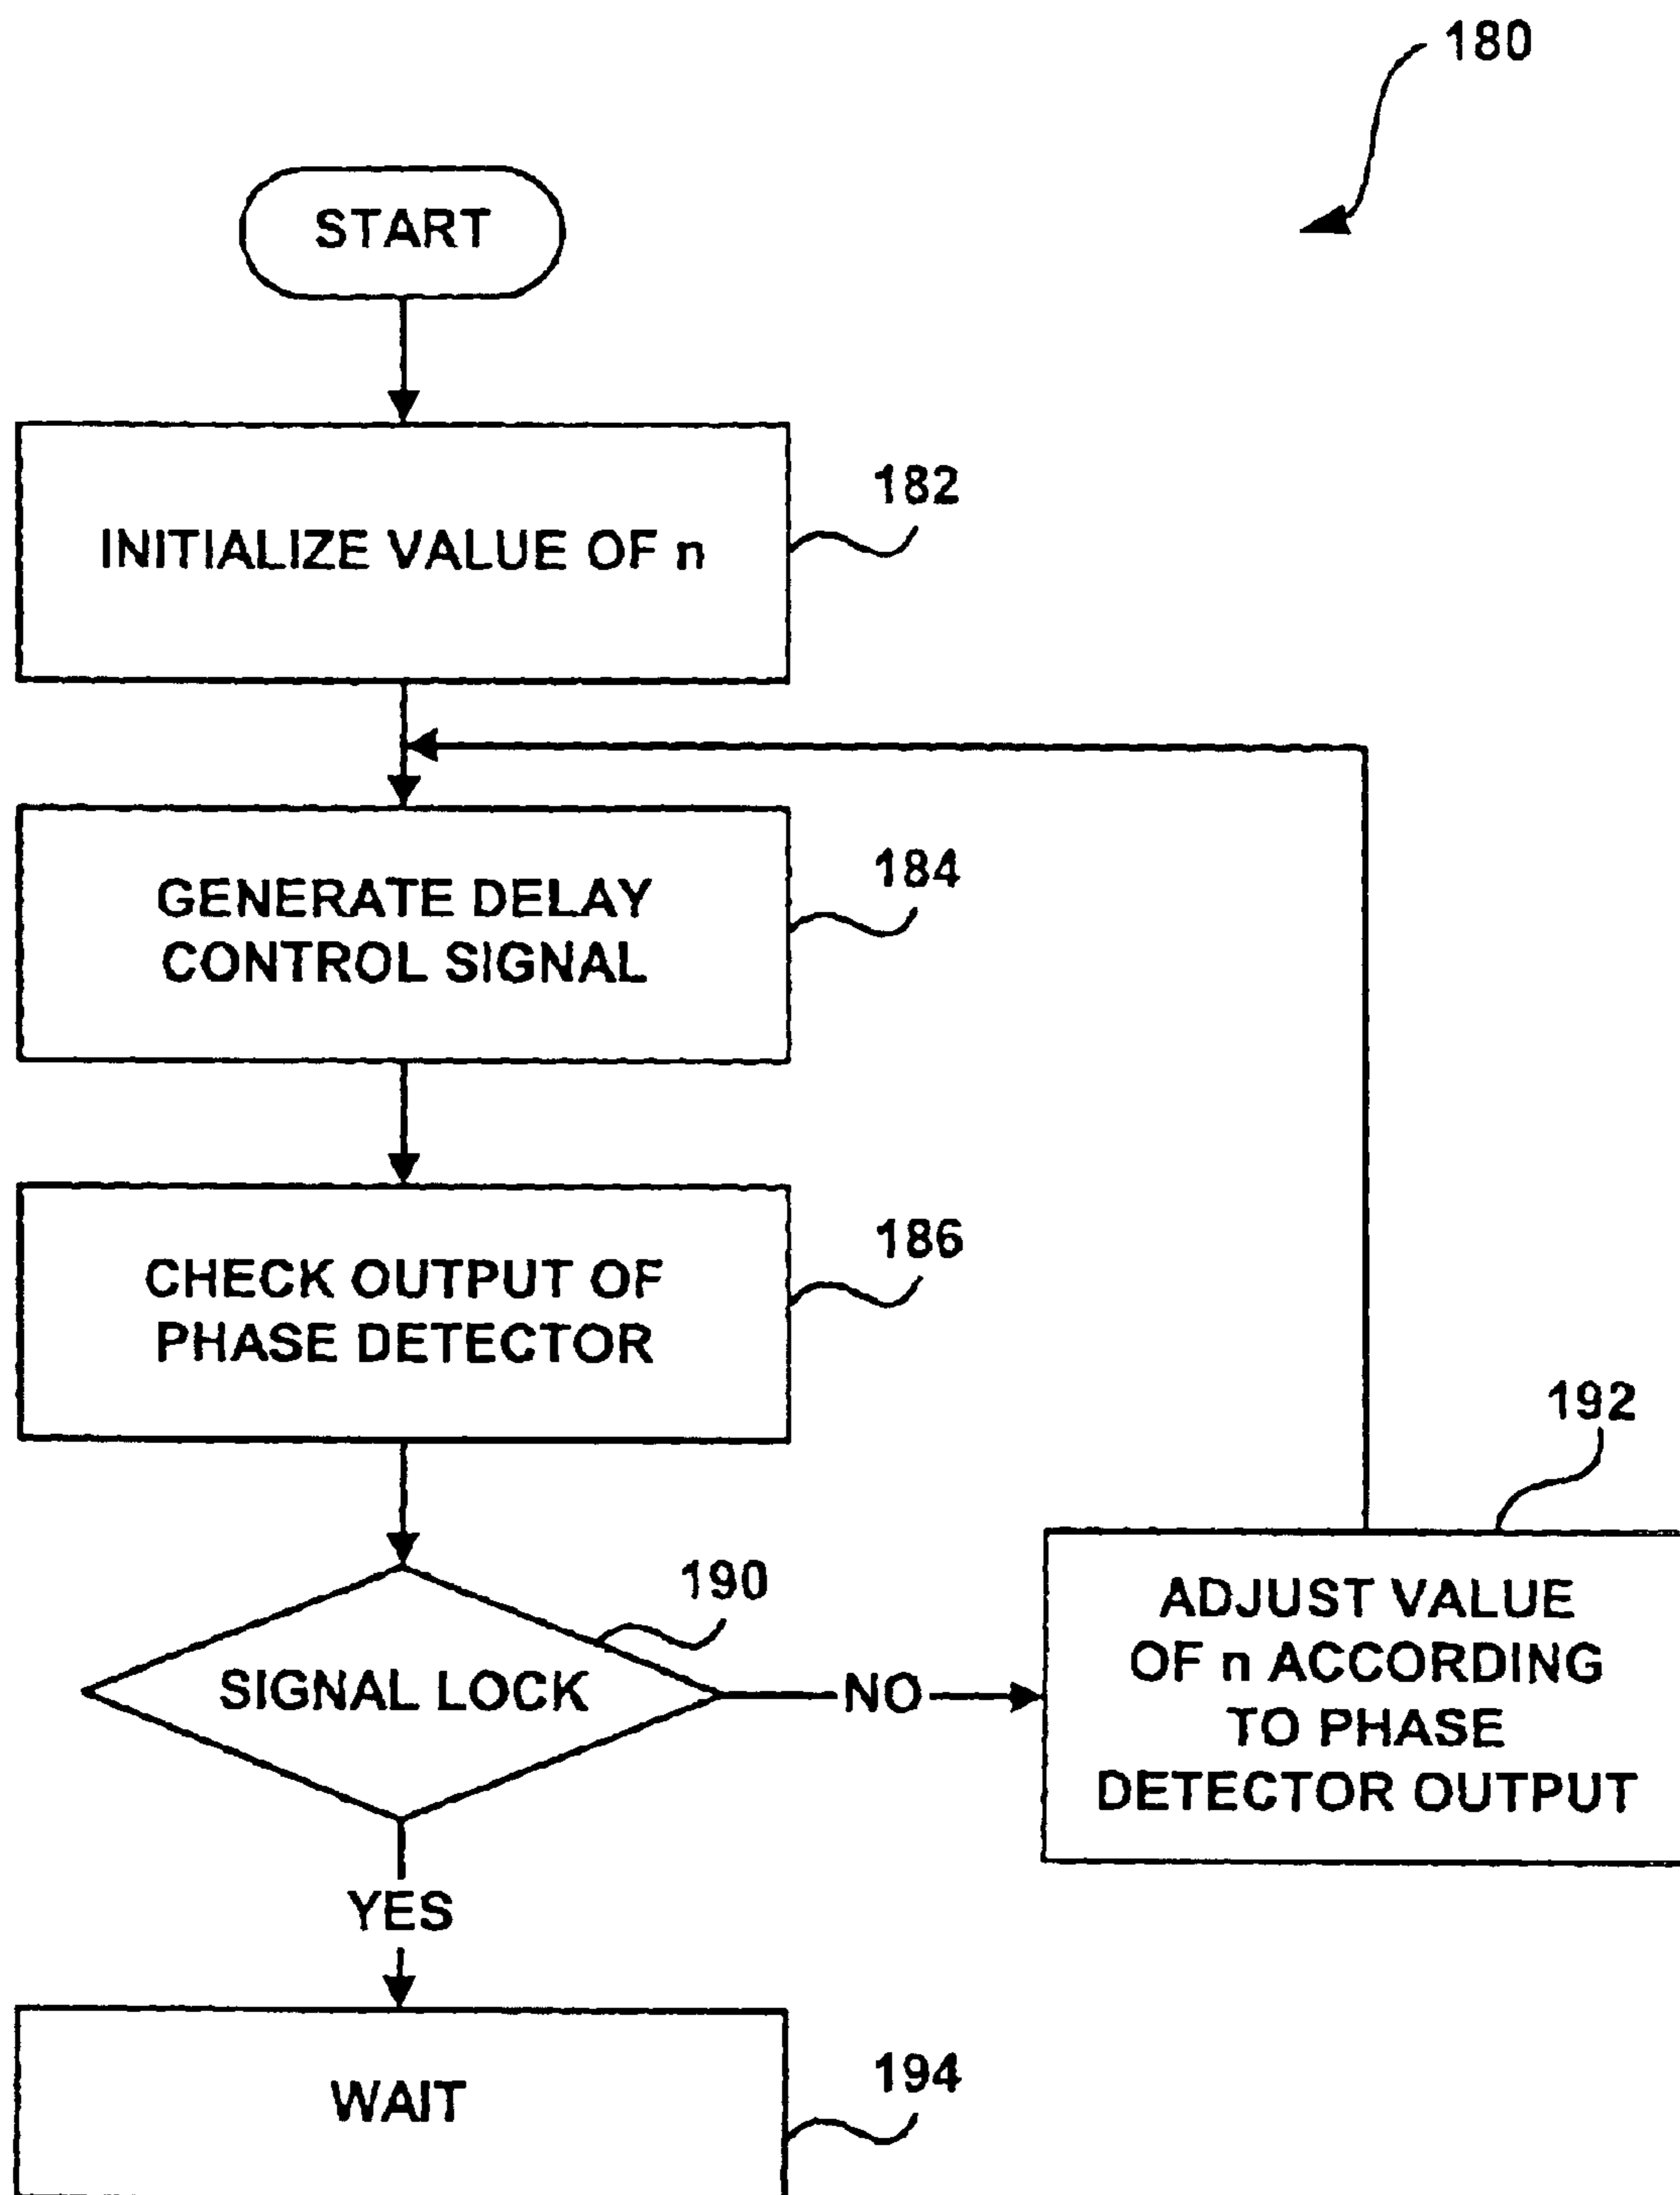 180
START
INITIALIZE VALUE OF n
182
GENERATE DELAY
CONTROL SIGNAL
184
CHECK OUTPUT OF
PHASE DETECTOR
186
SIGNAL LOCK
190
NO
192
ADJUST VALUE
OF n ACCORDING
TO PHASE
DETECTOR OUTPUT
YES
WAIT
194